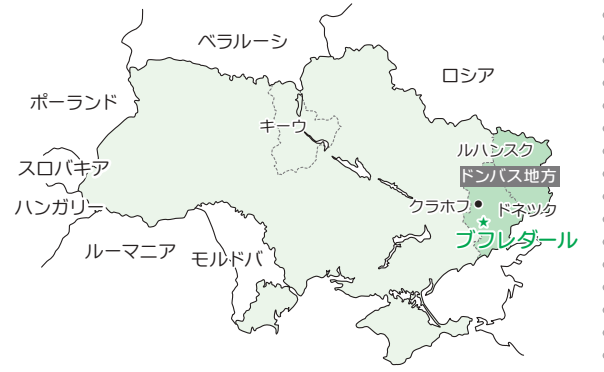 ベラルーシ
ロシア
ポーランド
キーウ
ルハンスク
スロバキア
ドンバス地方
ハンガリー
クラホフ
ドネツク
ブフレダール
ルーマニア
モルドバ